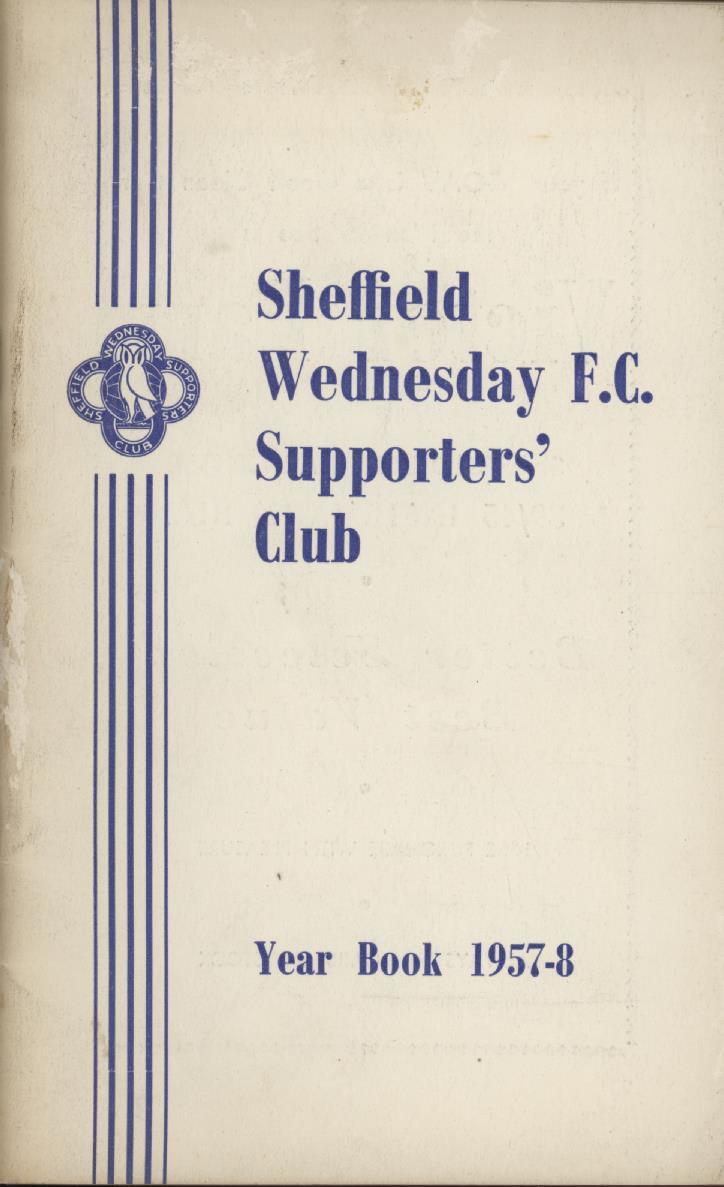 Sheffield
Wednesday F.C.
Supporters'
Club
SHEFFIELD WEDNESDAY SUPPORTERS
CLUB
Year Book 1957-8